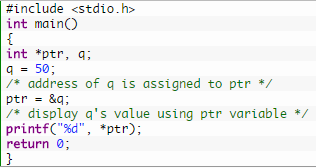 #include <stdio.h>
int main()
{
int *ptr, q;
q = 50;
/* address of q is assigned to ptr */
ptr = &q;
/* display q's value using ptr variable */
printf("%d", *ptr);
return 0;
}